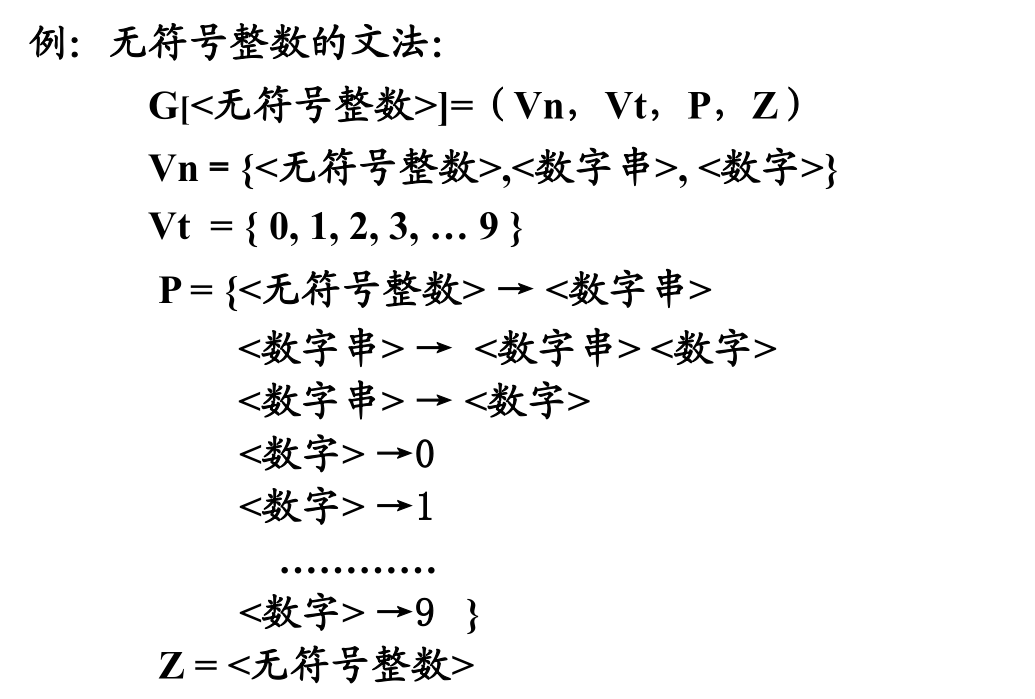 例：无符号整数的文法：
G[<无符号整数>]=（Vn，Vt，P，Z）
Vn = {<无符号整数>,<数字串>, <数字>}
Vt = { 0, 1, 2, 3, … 9 }
P = {<无符号整数> → <数字串>
<数字串> → <数字串> <数字>
<数字串> → <数字>
<数字> →0
<数字> →1
…………
<数字> →9 }
Z = <无符号整数>